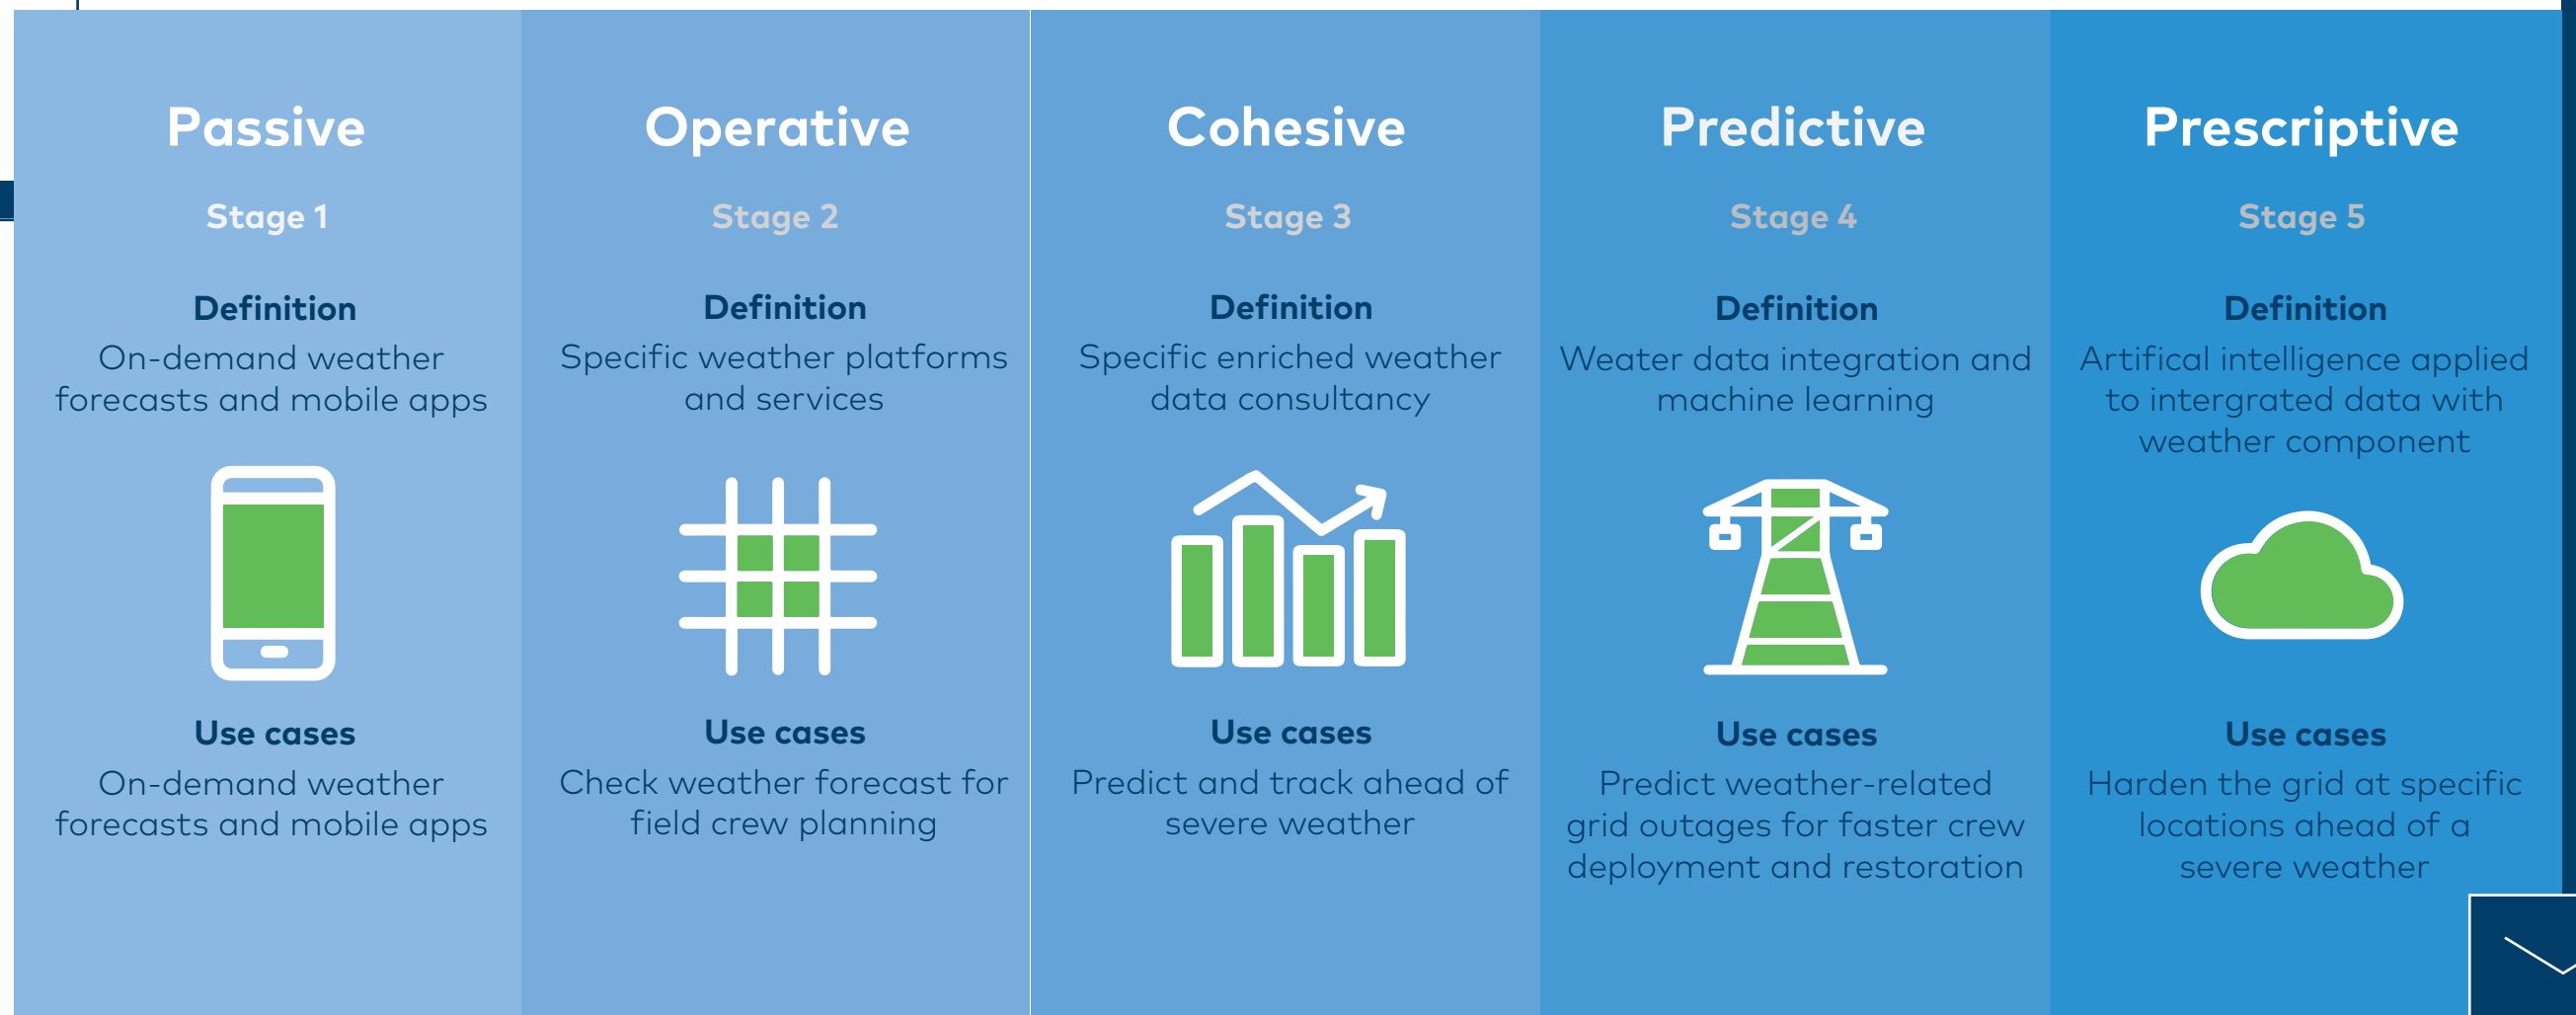 Passive
Stage 1
Definition
On-demand weather
forecasts and mobile apps
Use cases
On-demand weather
forecasts and mobile apps
Operative
Stage 2
Definition
Specific weather platforms
and services
Use cases
Check weather forecast for
field crew planning
Cohesive
Stage 3
Definition
Specific enriched weather
data consultancy
Use cases
Predict and track ahead of
severe weather
Predictive
Stage 4
Definition
Weater data integration and
machine learning
Use cases
Predict weather-related
grid outages for faster crew
deployment and restoration
Prescriptive
Stage 5
Definition
Artifical intelligence applied
to intergrated data with
weather component
Use cases
Harden the grid at specific
locations ahead of a
severe weather